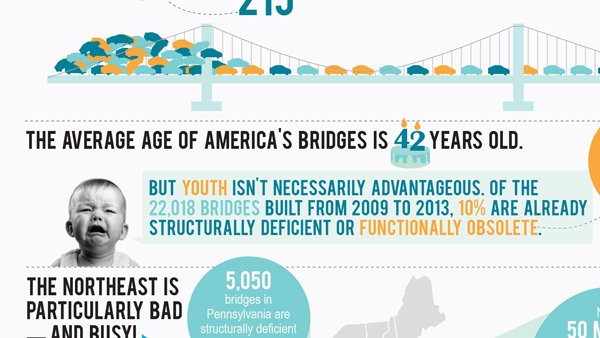 THE AVERAGE AGE OF AMERICA'S BRIDGES IS 42 YEARS OLD.
BUT YOUTH ISN'T NECESSARILY ADVANTAGEOUS. OF THE
22,018 BRIDGES BUILT FROM 2009 TO 2013, 10% ARE ALREADY
STRUCTURALLY DEFICIENT OR FUNCTIONALLY OBSOLETE.
THE NORTHEAST IS
PARTICULARLY BAD
— AND BUSY!
5,050
bridges in
Pennsylvania are
structurally deficient
50 M